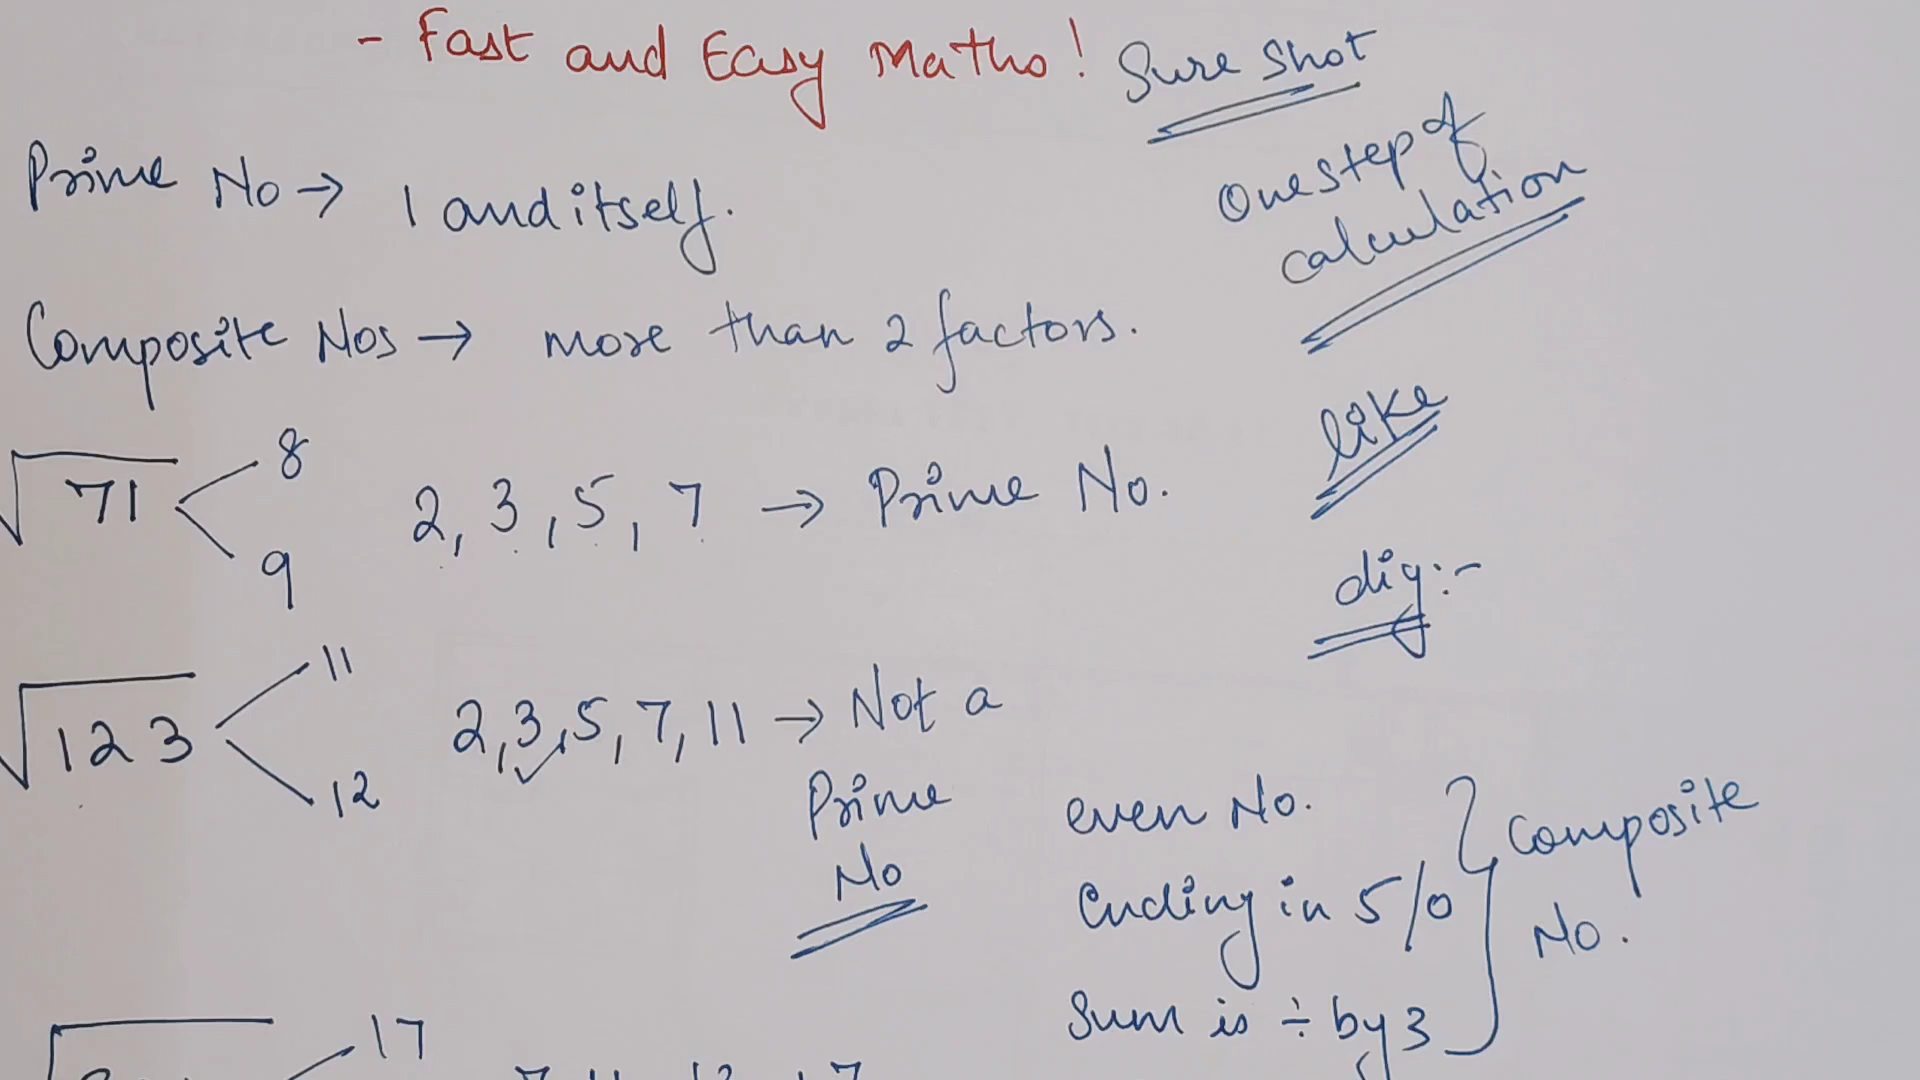 - Fast and Easy Maths! Sure Shot
One step of
calculation
Prime No → 1 and itself.
Composite Nos → more than 2 factors.
like
√71 8
9
2, 3, 5, 7 → Prime No.
dig:-
√123 11
12
2, 3, 5, 7, 11 → Not a
Prime
No
even No.
Ending in 5/0
Sum is ÷ by 3
Composite
No.
17